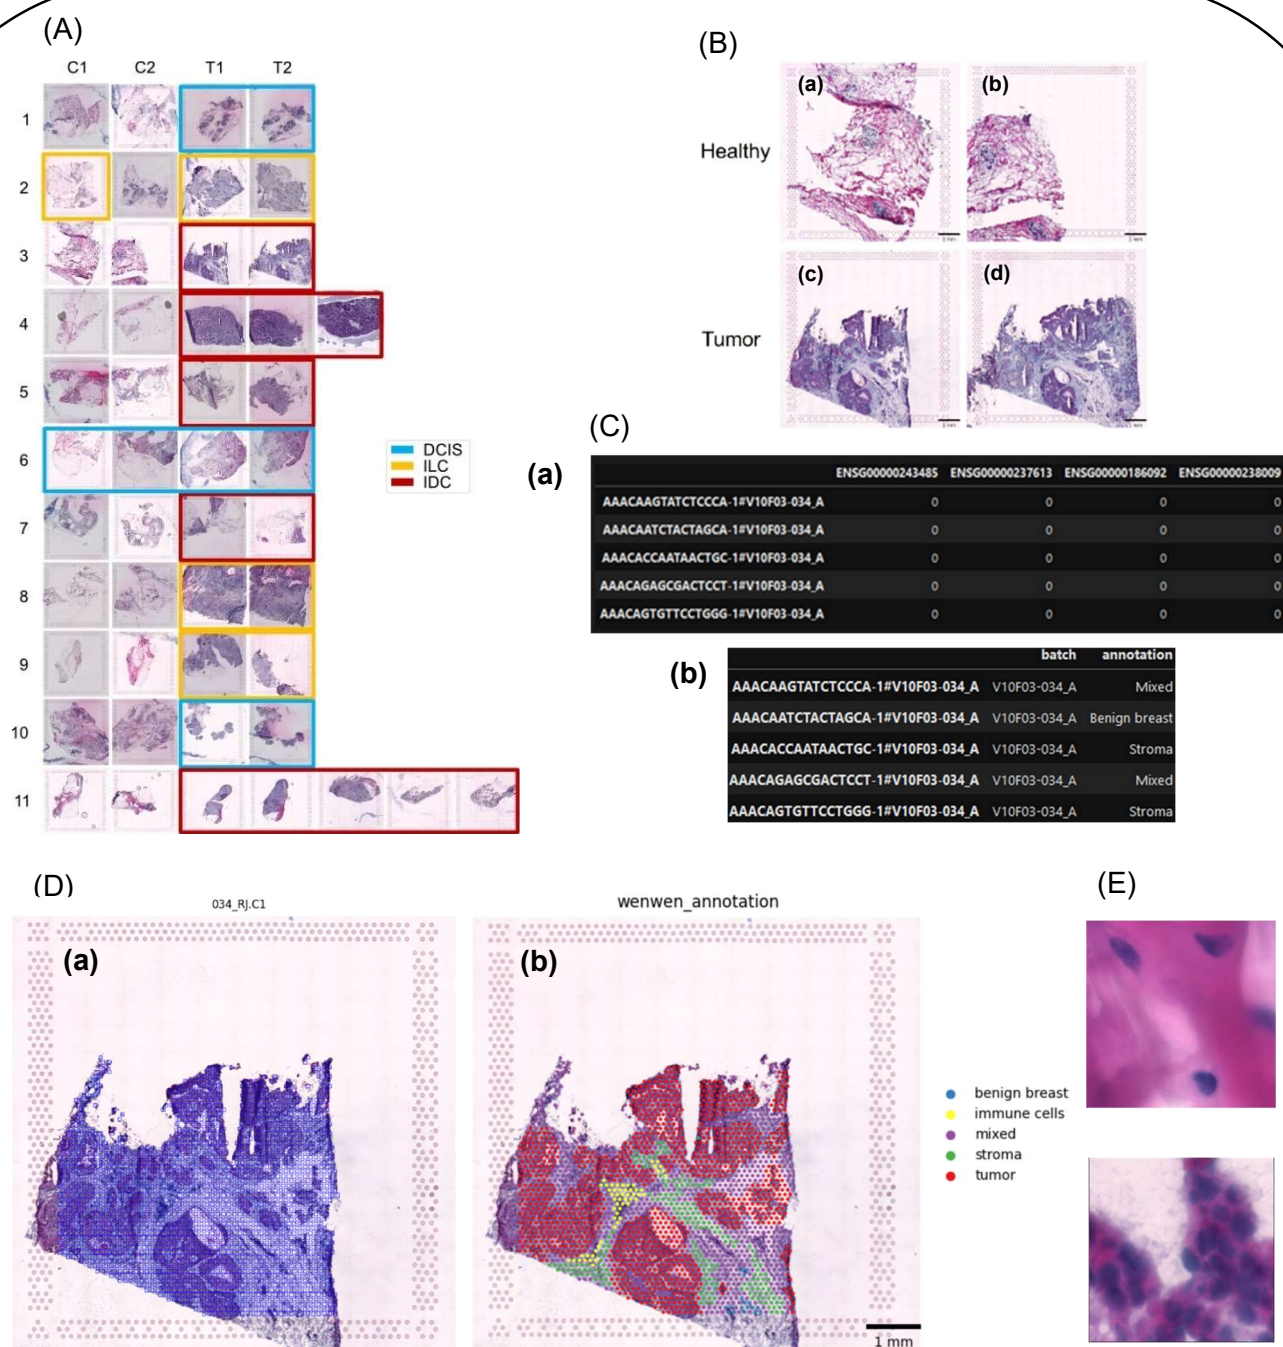 (A)
C1 C2 T1 T2
1
2
3
4
5
6
7
8
9
10
11
DCIS
ILC
IDC
(B)
Healthy
(a)
(b)
Tumor
(c)
(d)
(C)
(a)
ENSG00000243485 ENSG00000237613 ENSG00000186092 ENSG00000238009
AAACAAGTATCTCCCA-1#V10F03-034_A 0 0 0 0
AAACAATCTACTAGCA-1#V10F03-034_A 0 0 0 0
AAACACCAATAACTGC-1#V10F03-034_A 0 0 0 0
AAACAGAGCGACTCCT-1#V10F03-034_A 0 0 0 0
AAACAGTGTTCCTGGG-1#V10F03-034_A 0 0 0 0
(b)
batch annotation
AAACAAGTATCTCCCA-1#V10F03-034_A V10F03-034_A Mixed
AAACAATCTACTAGCA-1#V10F03-034_A V10F03-034_A Benign breast
AAACACCAATAACTGC-1#V10F03-034_A V10F03-034_A Stroma
AAACAGAGCGACTCCT-1#V10F03-034_A V10F03-034_A Mixed
AAACAGTGTTCCTGGG-1#V10F03-034_A V10F03-034_A Stroma
(D)
034_RJ.C1
(a)
wenwen_annotation
(b)
1 mm
benign breast
immune cells
mixed
stroma
tumor
(E)